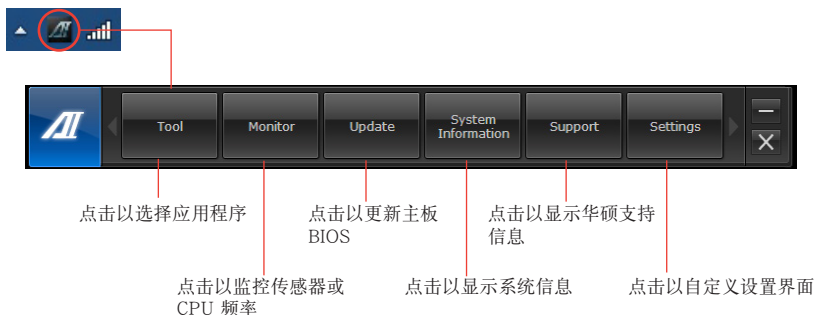 Tool
Monitor
Update
System
Information
Support
Settings
点击以选择应用程序
点击以更新主板
BIOS
点击以显示华硕支持
信息
点击以监控传感器或
CPU 频率
点击以显示系统信息
点击以自定义设置界面